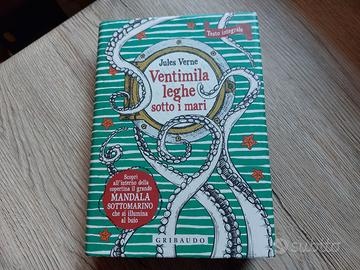 Testo integrale
Jules Verne
Ventimila
leghe
sotto i mari
Scopri
all'interno della
copertina il grande
MANDALA
SOTTOMARINO
che si illumina
al buio
GRIBAUDO
subito